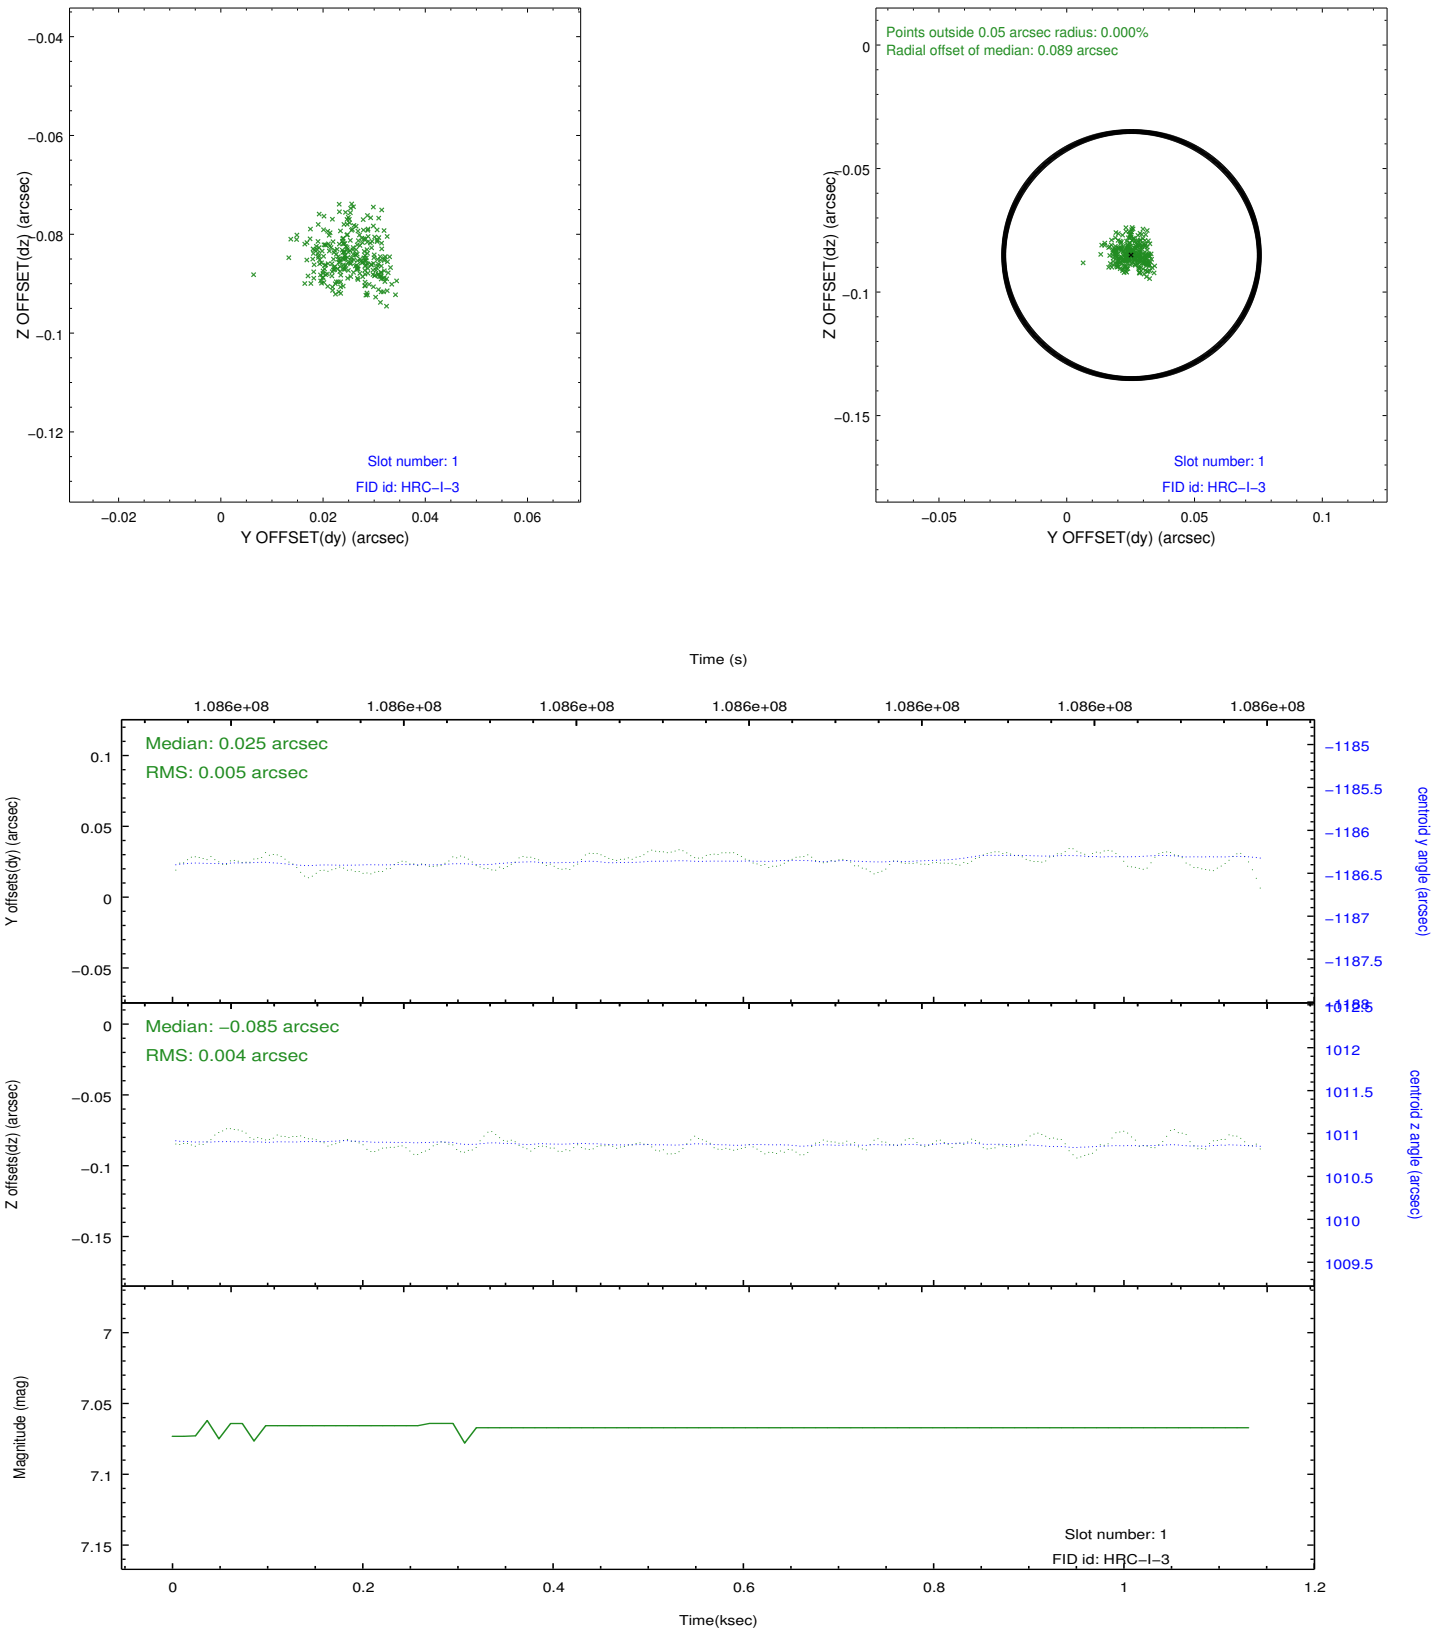 −0.04
−0.06
−0.08
−0.1
−0.12
Z OFFSET(dz) (arcsec)
Slot number: 1
FID id: HRC−I−3
−0.02
0
0.02
0.04
0.06
Y OFFSET(dy) (arcsec)
Points outside 0.05 arcsec radius: 0.000%
Radial offset of median: 0.089 arcsec
0
−0.05
−0.1
−0.15
Z OFFSET(dz) (arcsec)
Slot number: 1
FID id: HRC−I−3
−0.05
0
0.05
0.1
Y OFFSET(dy) (arcsec)
Time (s)
1.086e+08
1.086e+08
1.086e+08
1.086e+08
1.086e+08
1.086e+08
1.086e+08
Median: 0.025 arcsec
RMS: 0.005 arcsec
0.1
0.05
0
−0.05
Y offsets(dy) (arcsec)
−1185
−1185.5
−1186
−1186.5
−1187
−1187.5
−1188
centroid y angle (arcsec)
Median: −0.085 arcsec
RMS: 0.004 arcsec
0
−0.05
−0.1
−0.15
Z offsets(dz) (arcsec)
1012.5
1012
1011.5
1011
1010.5
1010
1009.5
centroid z angle (arcsec)
7
7.05
7.1
7.15
Magnitude (mag)
Slot number: 1
FID id: HRC−I−3
0
0.2
0.4
0.6
0.8
1
1.2
Time(ksec)